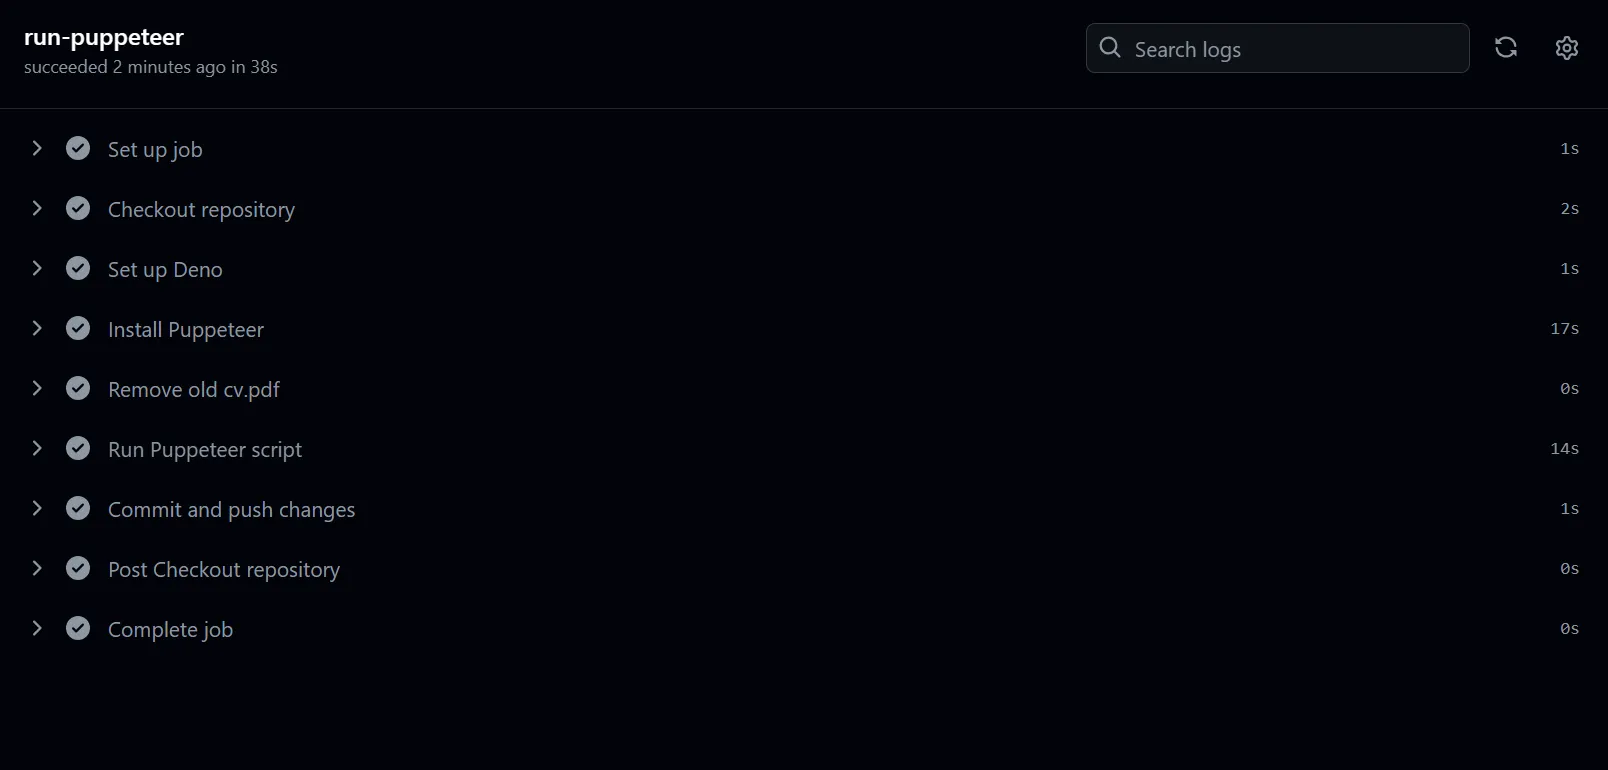 run-puppeteer
succeeded 2 minutes ago in 38s
Search logs
Set up job 1s
Checkout repository 2s
Set up Deno 1s
Install Puppeteer 17s
Remove old cv.pdf 0s
Run Puppeteer script 14s
Commit and push changes 1s
Post Checkout repository 0s
Complete job 0s